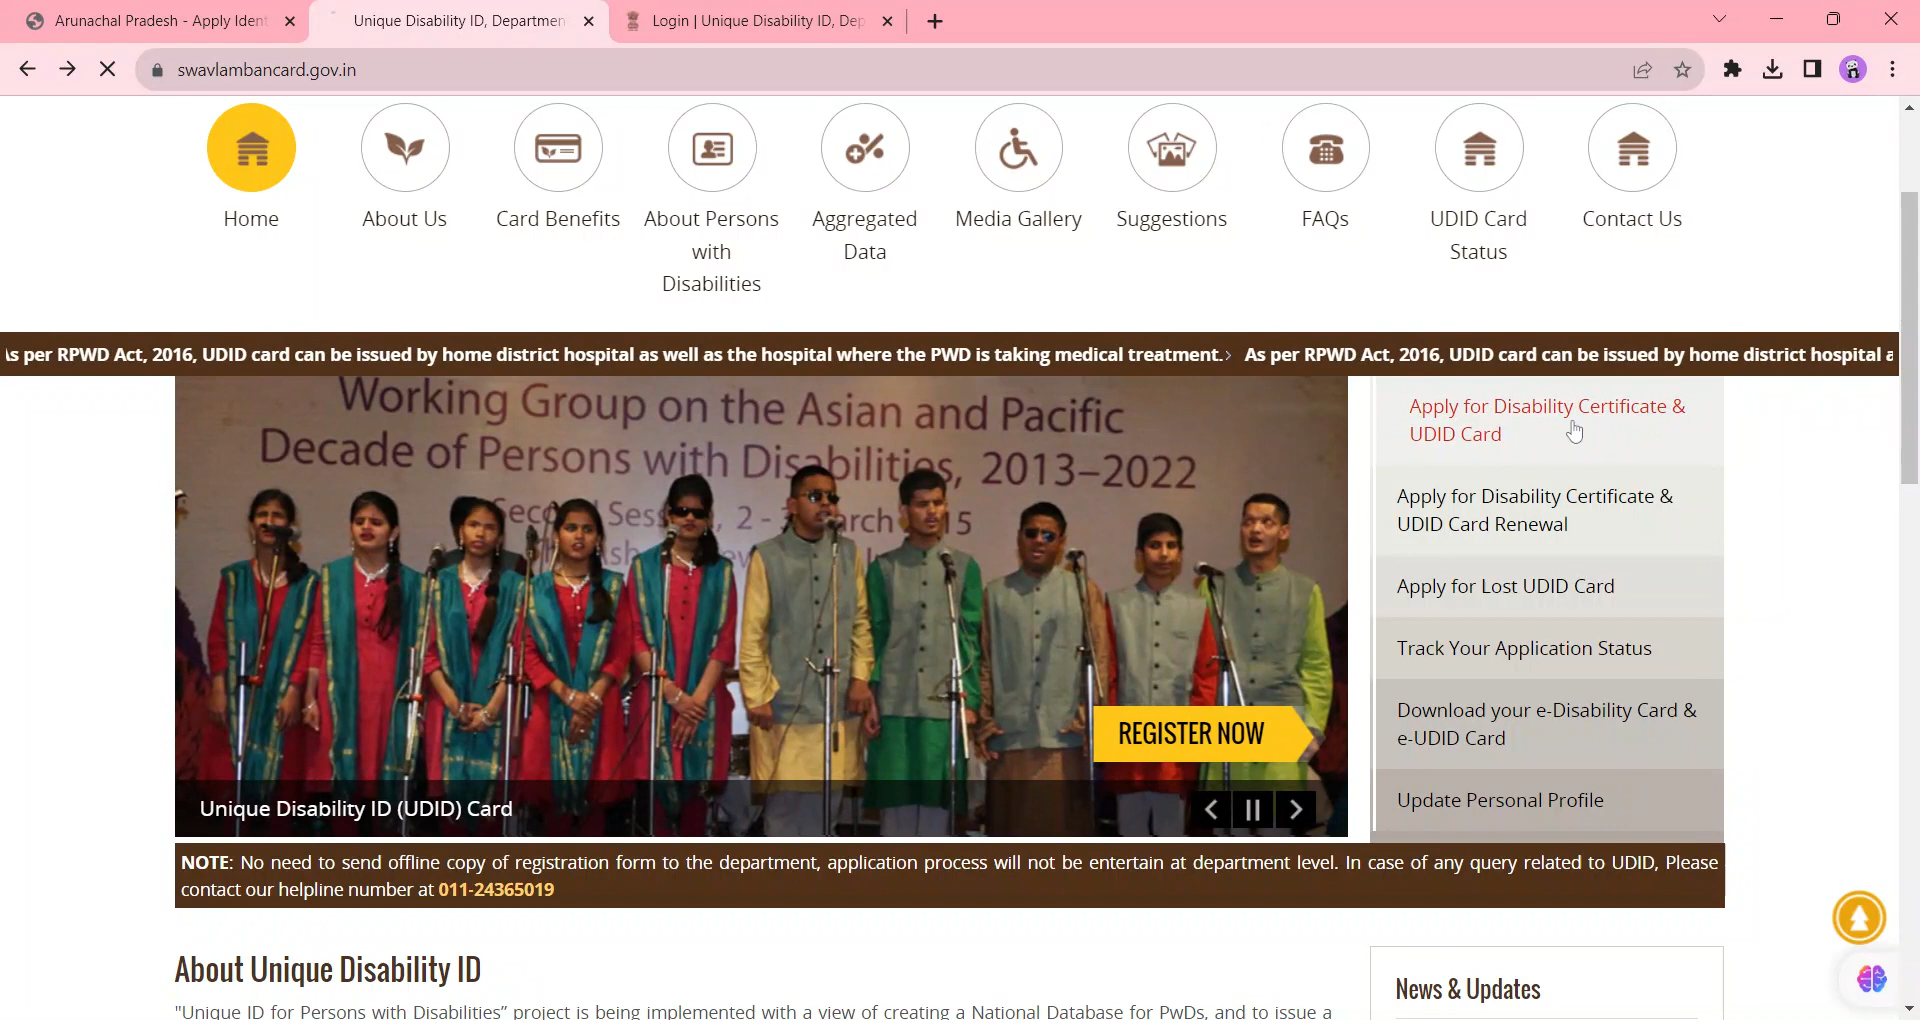 Arunachal Pradesh - Apply Iden
Unique Disability ID, Departmen
Login | Unique Disability ID, Dep
swavlambancard.gov.in
Home
About Us
Card Benefits
About Persons
with
Disabilities
Aggregated
Data
Media Gallery
Suggestions
FAQs
UDID Card
Status
Contact Us
As per RPWD Act, 2016, UDID card can be issued by home district hospital as well as the hospital where the PWD is taking medical treatment. As per RPWD Act, 2016, UDID card can be issued by home district hospital a
Working Group on the Asian and Pacific
Decade of Persons with Disabilities, 2013–2022
REGISTER NOW
Unique Disability ID (UDID) Card
Apply for Disability Certificate &
UDID Card
Apply for Disability Certificate &
UDID Card Renewal
Apply for Lost UDID Card
Track Your Application Status
Download your e-Disability Card &
e-UDID Card
Update Personal Profile
NOTE: No need to send offline copy of registration form to the department, application process will not be entertain at department level. In case of any query related to UDID, Please
contact our helpline number at 011-24365019
About Unique Disability ID
"Unique ID for Persons with Disabilities” project is being implemented with a view of creating a National Database for PwDs, and to issue a
News & Updates